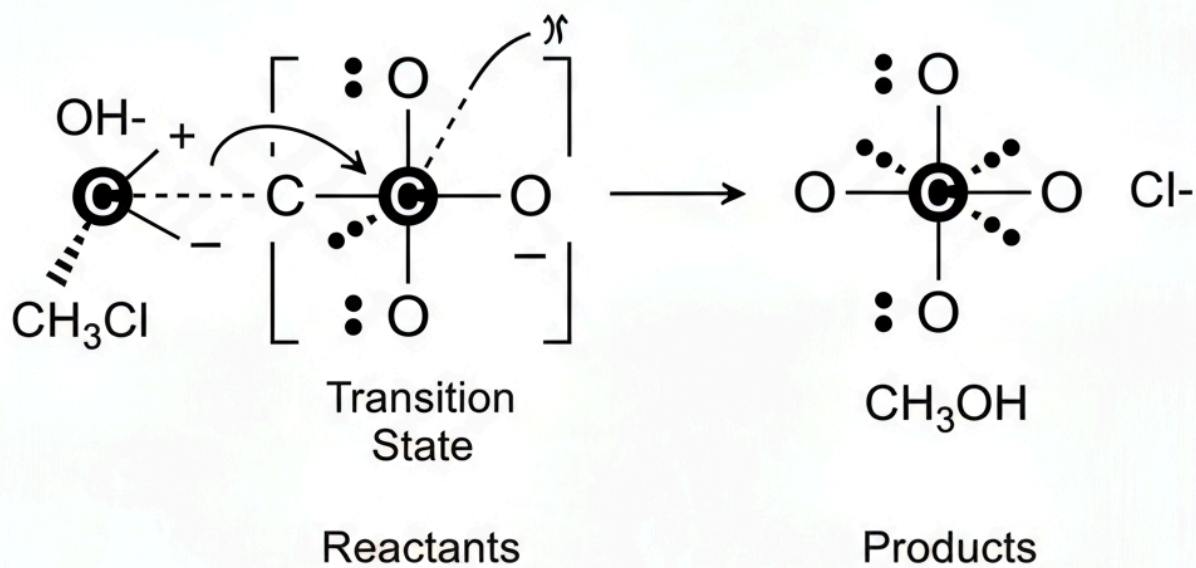 OH-
+
C
−
CH₃Cl
C
O
C
O
−
O
Transition
State
Reactants
O
O
C
O
Cl-
O
CH₃OH
Products